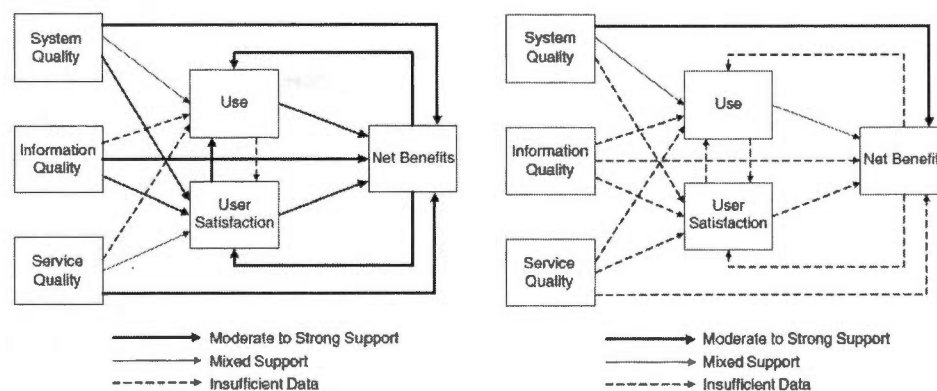 System
Quality
Use
Information
Quality
Net Benefits
User
Satisfaction
Service
Quality
Moderate to Strong Support
Mixed Support
Insufficient Data
System
Quality
Use
Information
Quality
Net Benefits
User
Satisfaction
Service
Quality
Moderate to Strong Support
Mixed Support
Insufficient Data